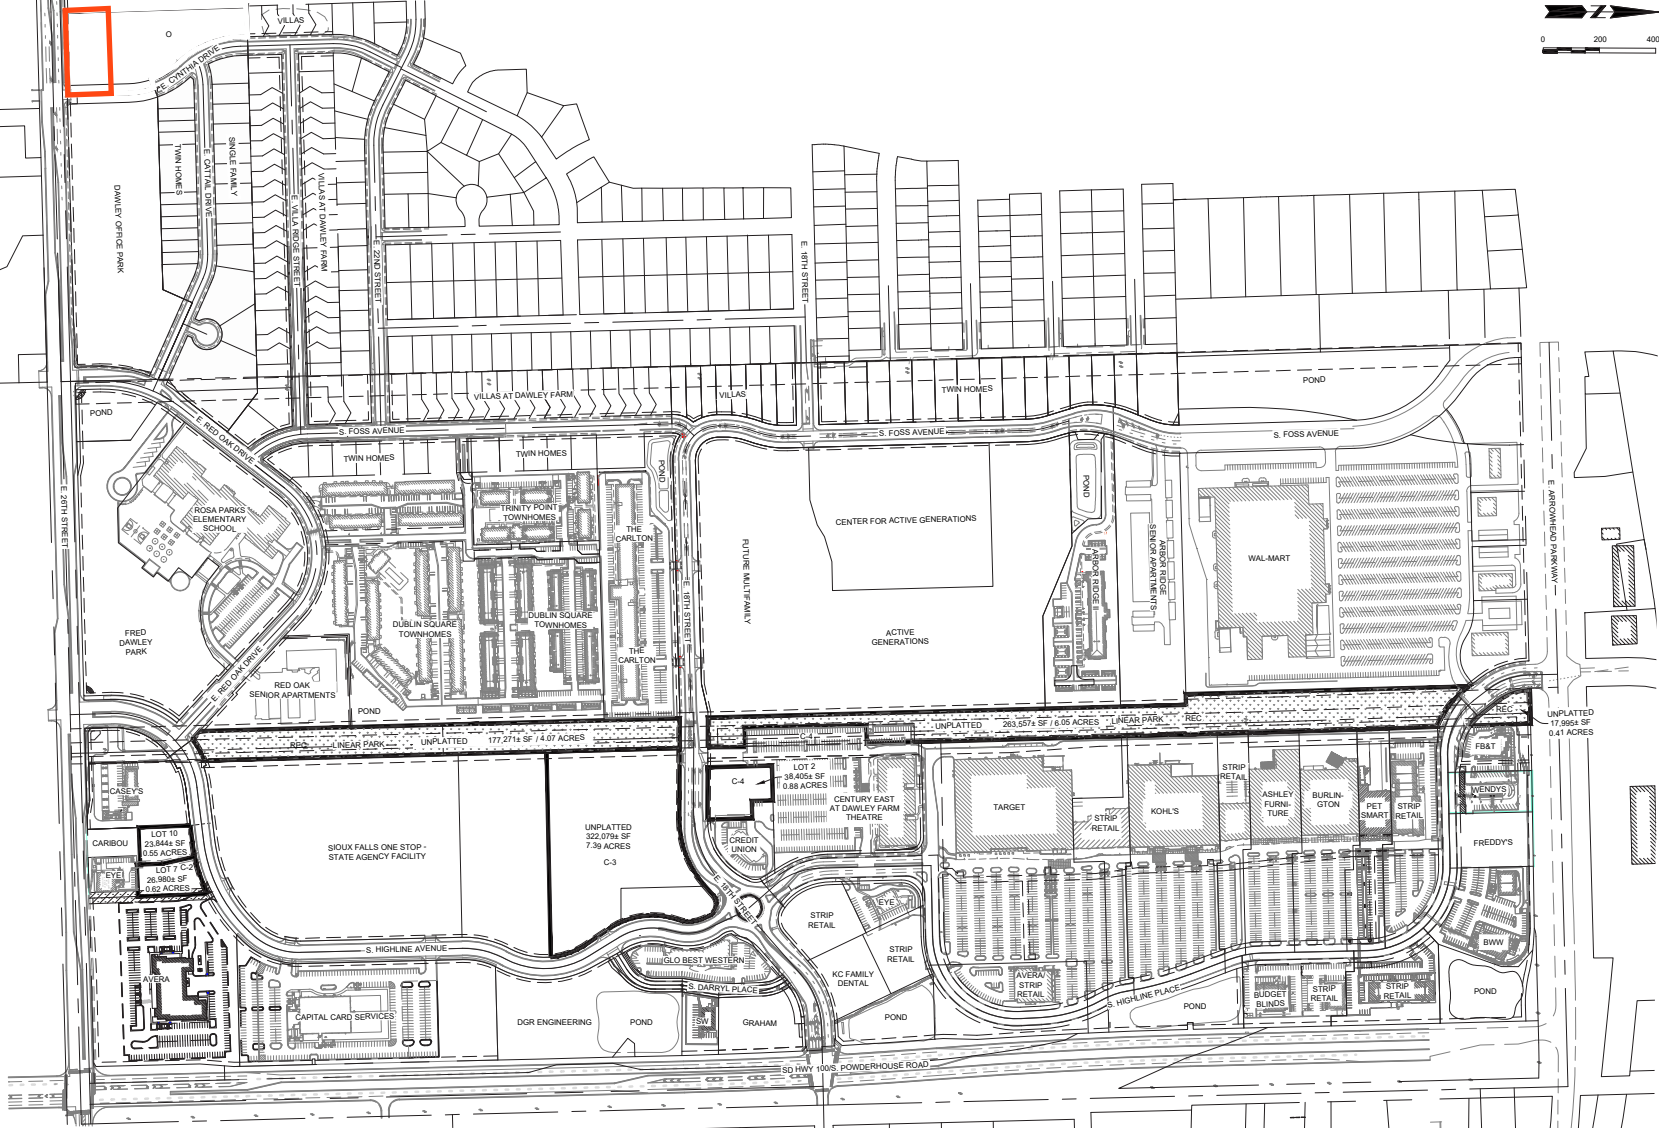 VILLAS
Z
0
200
400
E. CYNTHIA DRIVE
TWIN HOMES
E. CATTAIL DRIVE
SINGLE FAMILY
E. VILLA RIDGE STREET
VILLAS AT DAWLEY FARM
E. 22ND STREET
DAWLEY OFFICE PARK
E. 18TH STREET
POND
VILLAS AT DAWLEY FARM
VILLAS
TWIN HOMES
POND
E. RED OAK DRIVE
S. FOSS AVENUE
S. FOSS AVENUE
S. FOSS AVENUE
TWIN HOMES
TWIN HOMES
POND
POND
E. 26TH STREET
ROSA PARKS
ELEMENTARY
SCHOOL
TRINITY POINT
TOWNHOMES
THE
CARLTON
CENTER FOR ACTIVE GENERATIONS
FUTURE MULTIFAMILY
E. 18TH STREET
ARBOR RIDGE II
ARBOR RIDGE
SENIOR APARTMENTS
WAL-MART
E. ARROWHEAD PARKWAY
DUBLIN SQUARE
TOWNHOMES
DUBLIN SQUARE
TOWNHOMES
THE
CARLTON
ACTIVE
GENERATIONS
FRED
DAWLEY
PARK
E. RED OAK DRIVE
RED OAK
SENIOR APARTMENTS
POND
REC
LINEAR PARK
UNPLATTED
177,271± SF / 4.07 ACRES
UNPLATTED
263,557± SF / 6.05 ACRES
LINEAR PARK
REC
REC
UNPLATTED
17,995± SF
0.41 ACRES
C-4
C-4
LOT 2
38,405± SF
0.88 ACRES
CENTURY EAST
AT DAWLEY FARM
THEATRE
CREDIT
UNION
TARGET
STRIP
RETAIL
KOHL'S
STRIP
RETAIL
ASHLEY
FURNI-
TURE
BURLIN-
GTON
PET
SMART
STRIP
RETAIL
FB&T
WENDYS
FREDDY'S
CASEY'S
CARIBOU
LOT 10
23,844± SF
0.55 ACRES
EYE
LOT 7 C-2
26,980± SF
0.62 ACRES
SIOUX FALLS ONE STOP -
STATE AGENCY FACILITY
UNPLATTED
322,079± SF
7.39 ACRES
C-3
E. 18TH STREET
STRIP
RETAIL
EYE
STRIP
RETAIL
BWW
S. HIGHLINE AVENUE
GLO BEST WESTERN
S. DARRYL PLACE
KC FAMILY
DENTAL
AVERA/
STRIP
RETAIL
S. HIGHLINE PLACE
BUDGET
BLINDS
STRIP
RETAIL
STRIP
RETAIL
POND
POND
AVERA
CAPITAL CARD SERVICES
DGR ENGINEERING
POND
SW
GRAHAM
POND
SD HWY 100/S. POWDERHOUSE ROAD